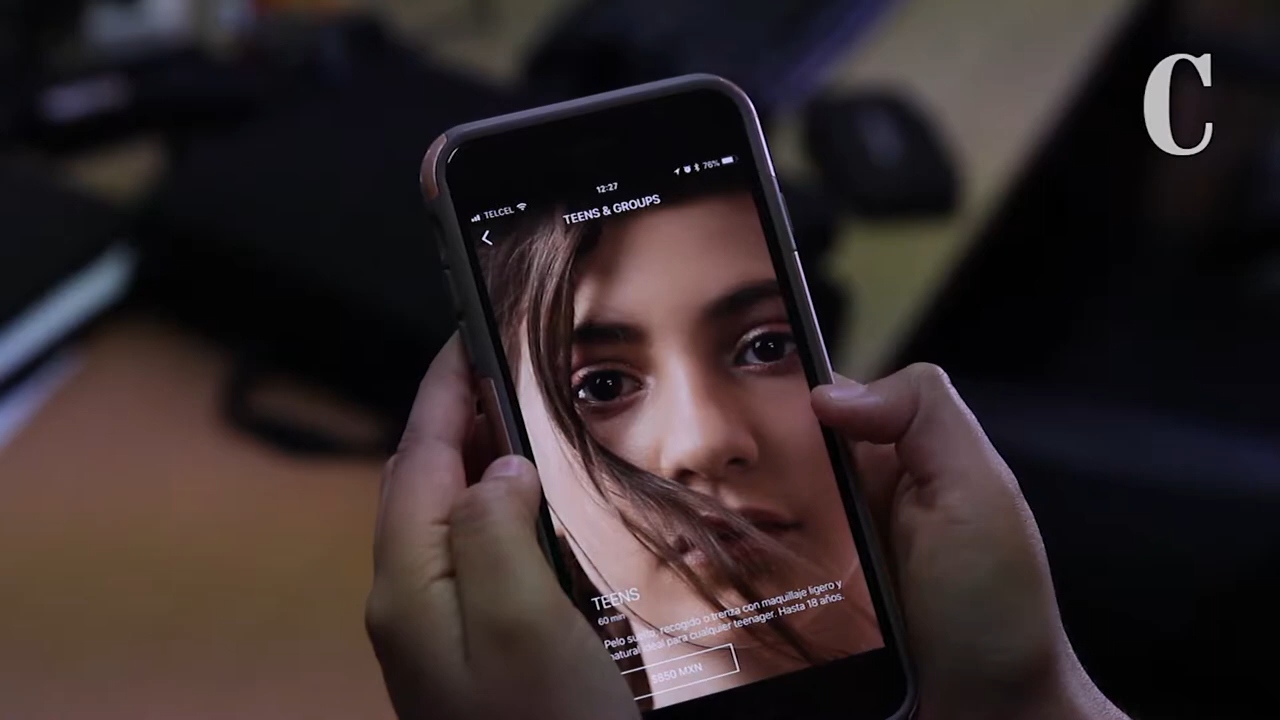 C
12:27
76%
TELCEL
TEENS & GROUPS
TEENS
60 min
Pelo suelto, recogido o trenza con maquillaje ligero y
natural ideal para cualquier teenager. Hasta 18 años.
$850 MXN